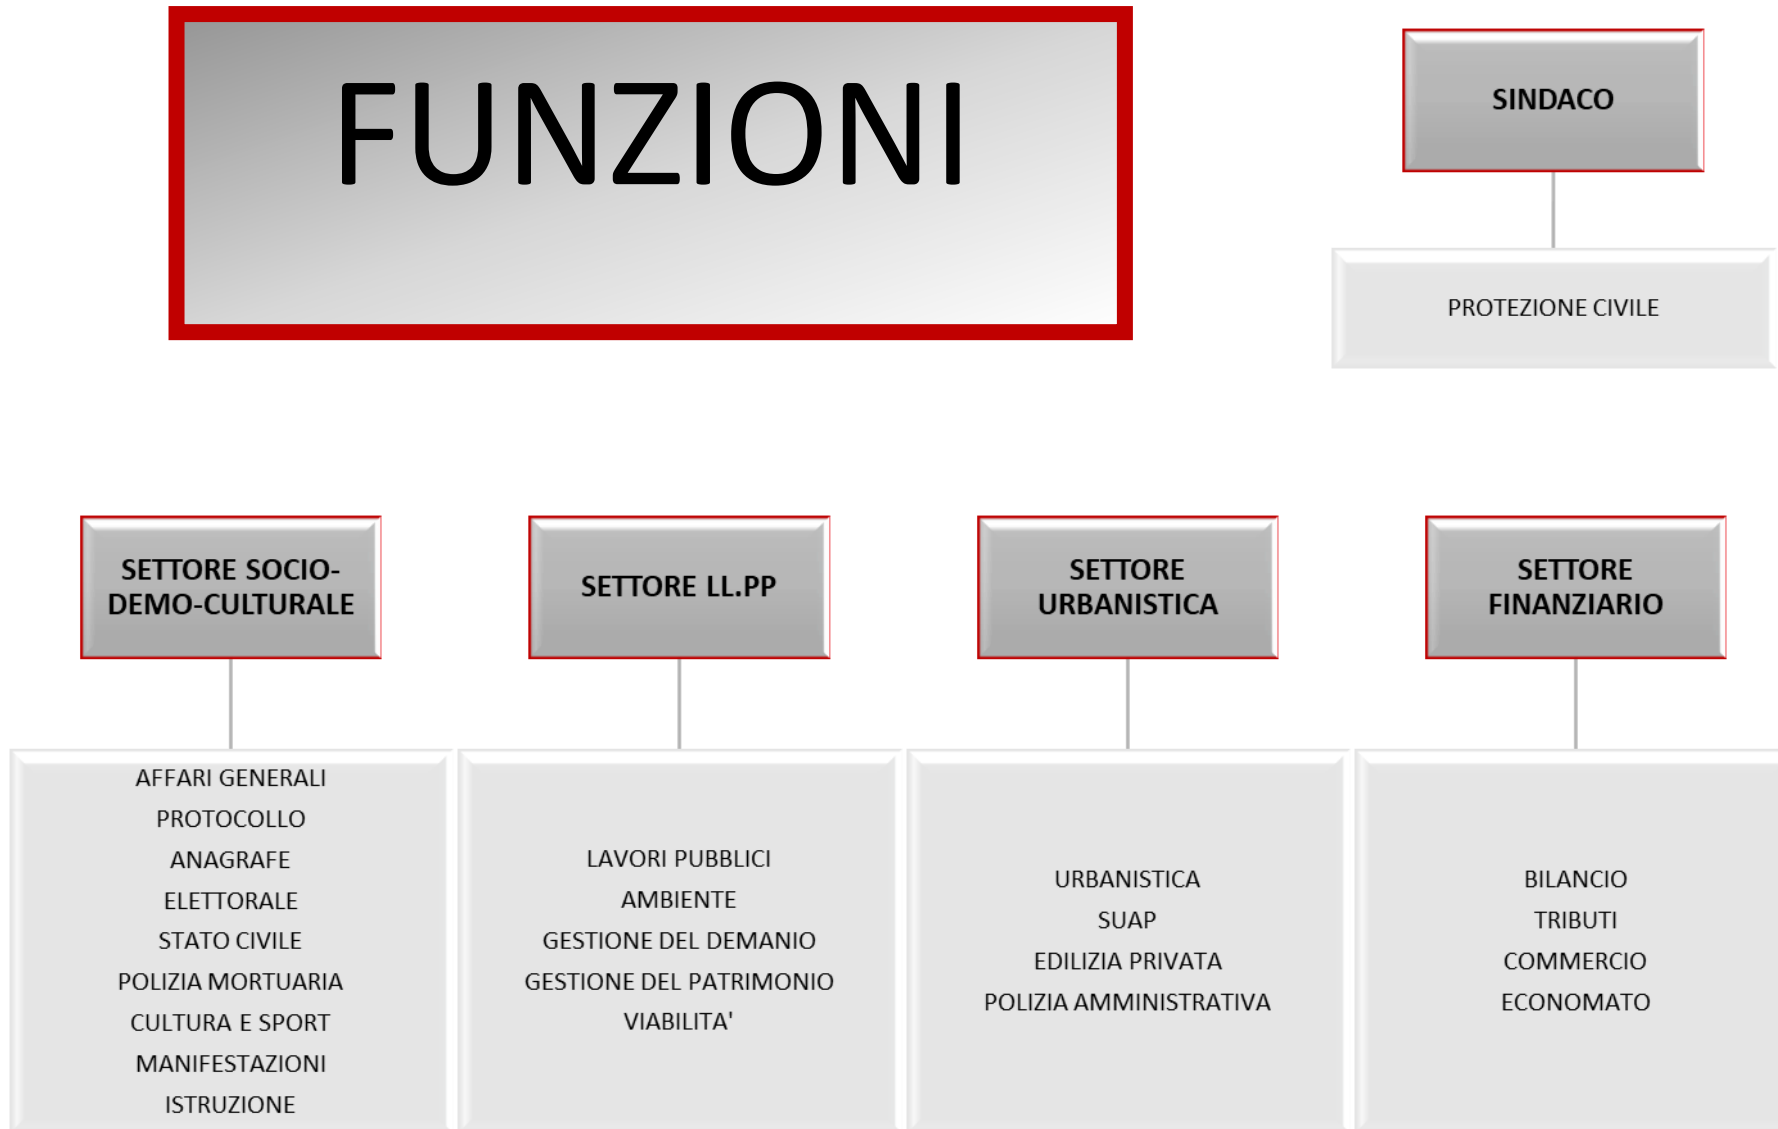 FUNZIONI
SINDACO
PROTEZIONE CIVILE
SETTORE SOCIO-
DEMO-CULTURALE
AFFARI GENERALI
PROTOCOLLO
ANAGRAFE
ELETTORALE
STATO CIVILE
POLIZIA MORTUARIA
CULTURA E SPORT
MANIFESTAZIONI
ISTRUZIONE
SETTORE LL.PP
LAVORI PUBBLICI
AMBIENTE
GESTIONE DEL DEMANIO
GESTIONE DEL PATRIMONIO
VIABILITA'
SETTORE
URBANISTICA
URBANISTICA
SUAP
EDILIZIA PRIVATA
POLIZIA AMMINISTRATIVA
SETTORE
FINANZIARIO
BILANCIO
TRIBUTI
COMMERCIO
ECONOMATO